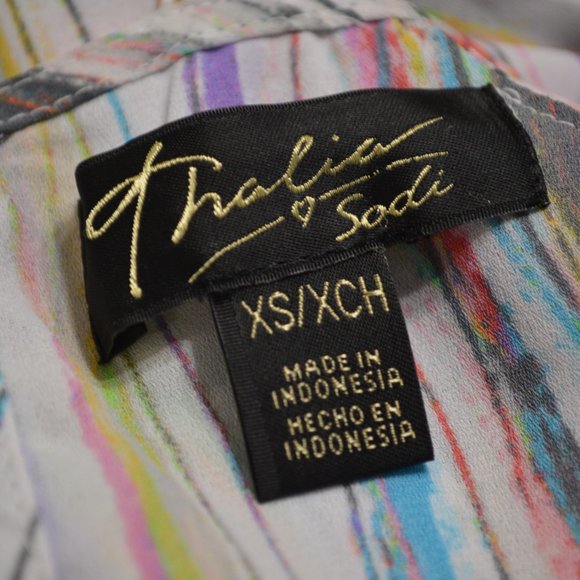 Thalia
Sodi
XS/XCH
MADE IN
INDONESIA
HECHO EN
INDONESIA